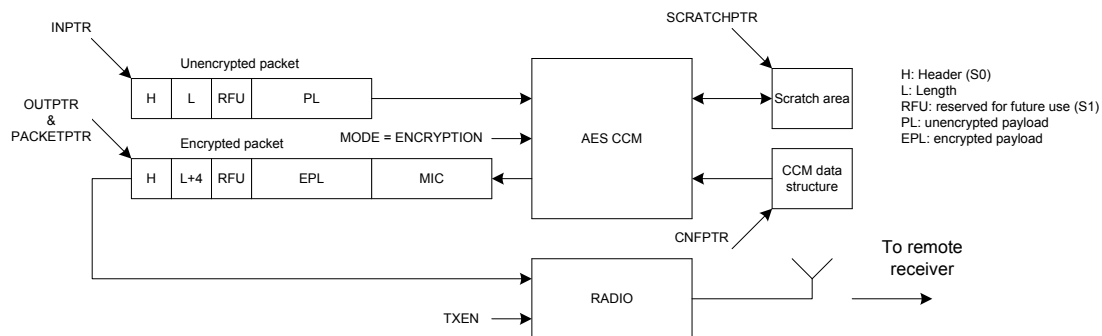 SCRATCHPTR
INPTR
Unencrypted packet
H: Header (S0)
L: Length
RFU: reserved for future use (S1)
PL: unencrypted payload
EPL: encrypted payload
H L RFU PL
Scratch area
OUTPTR
&
PACKETPTR
MODE = ENCRYPTION
AES CCM
Encrypted packet
H L+4 RFU EPL MIC
CCM data
structure
CNFPTR
To remote
receiver
RADIO
TXEN